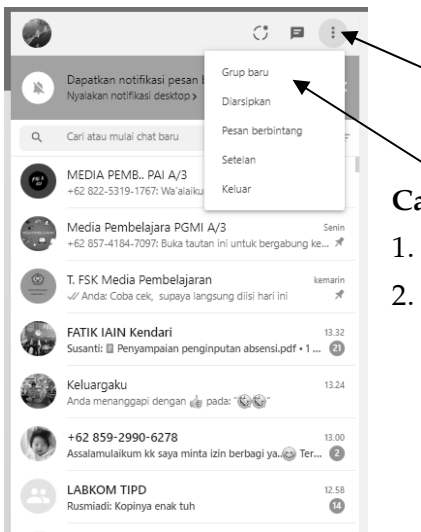 Dapatkan notifikasi pesan
Nyalakan notifikasi desktop >
Grup baru
Diarsipkan
Pesan berbintang
Setelan
Keluar
Cari atau mulai chat baru
MEDIA PEMB.. PAI A/3
+62 822-5319-1767: Wa'alaiku
Media Pembelajara PGMI A/3 Senin
+62 857-4184-7097: Buka tautan ini untuk bergabung ke...
T. FSK Media Pembelajaran kemarin
Anda: Coba cek, supaya langsung diisi hari ini
FATIK IAIN Kendari 13.32
Susanti: Penyampaian penginputan absensi.pdf • 1 ... 21
Keluargaku 13.24
Anda menanggapi dengan 👍 pada: "
+62 859-2990-6278 13.00
Assalamulaikum kk saya minta izin berbagi ya.. Ter... 2
LABKOM TIPD 12.58
Rusmiadi: Kopinya enak tuh 14
Ca
1.
2.